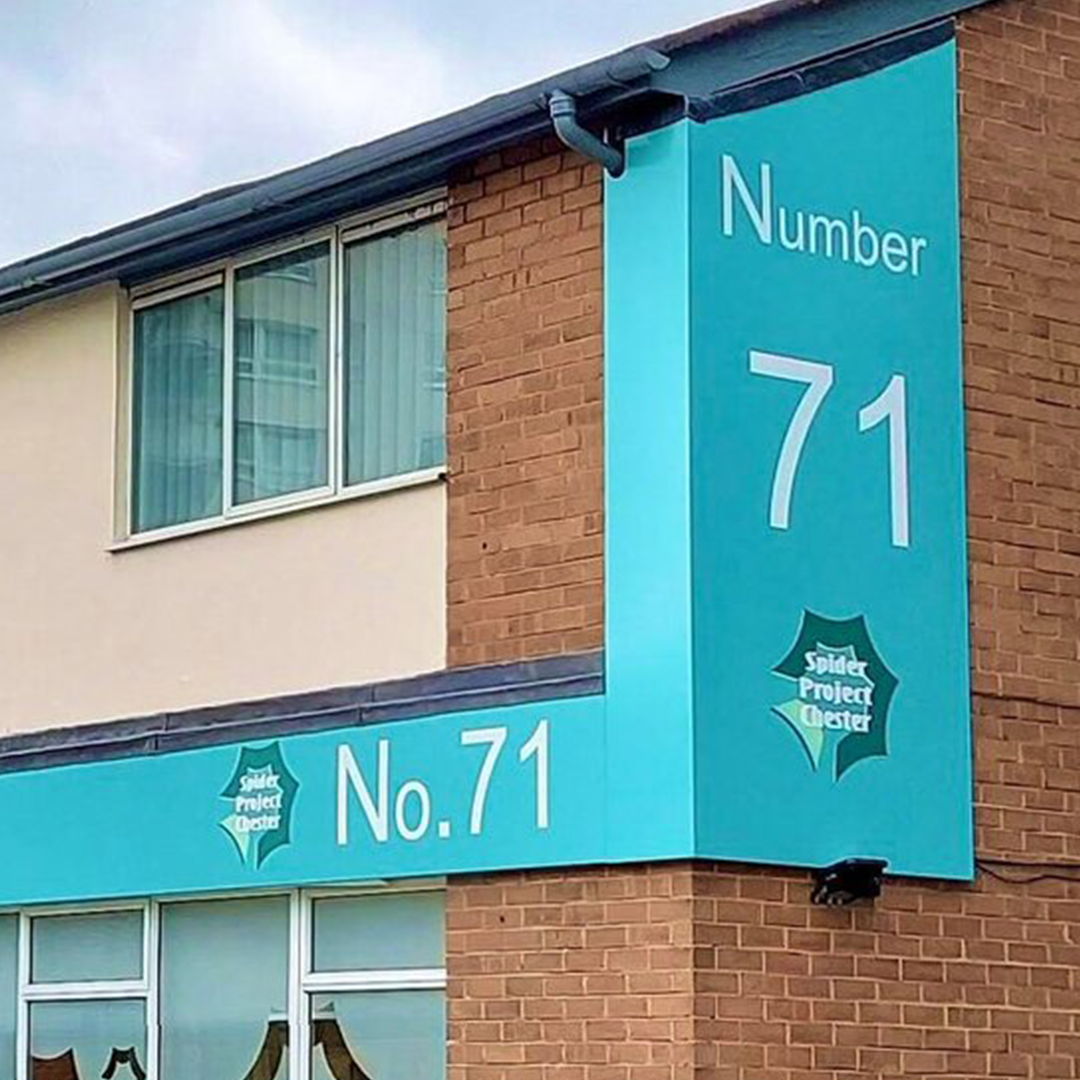 Number
71
Spider
Project
Chester
Spider
Project
Chester
No.71